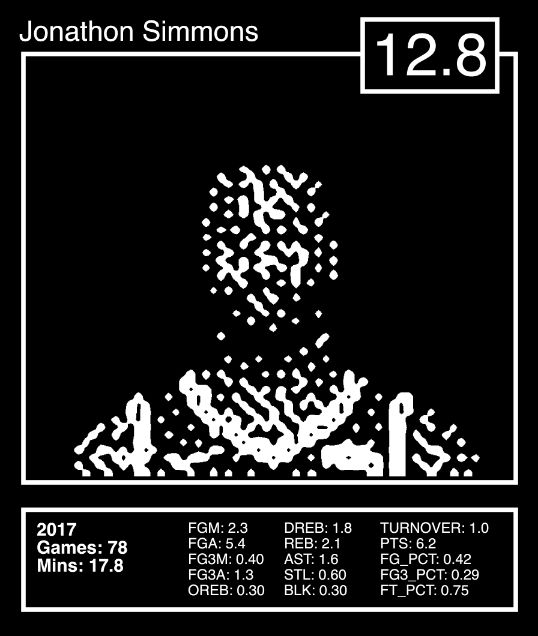 Jonathon Simmons
12.8
2017
Games: 78
Mins: 17.8
FGM: 2.3
FGA: 5.4
FG3M: 0.40
FG3A: 1.3
OREB: 0.30
DREB: 1.8
REB: 2.1
AST: 1.6
STL: 0.60
BLK: 0.30
TURNOVER: 1.0
PTS: 6.2
FG_PCT: 0.42
FG3_PCT: 0.29
FT_PCT: 0.75